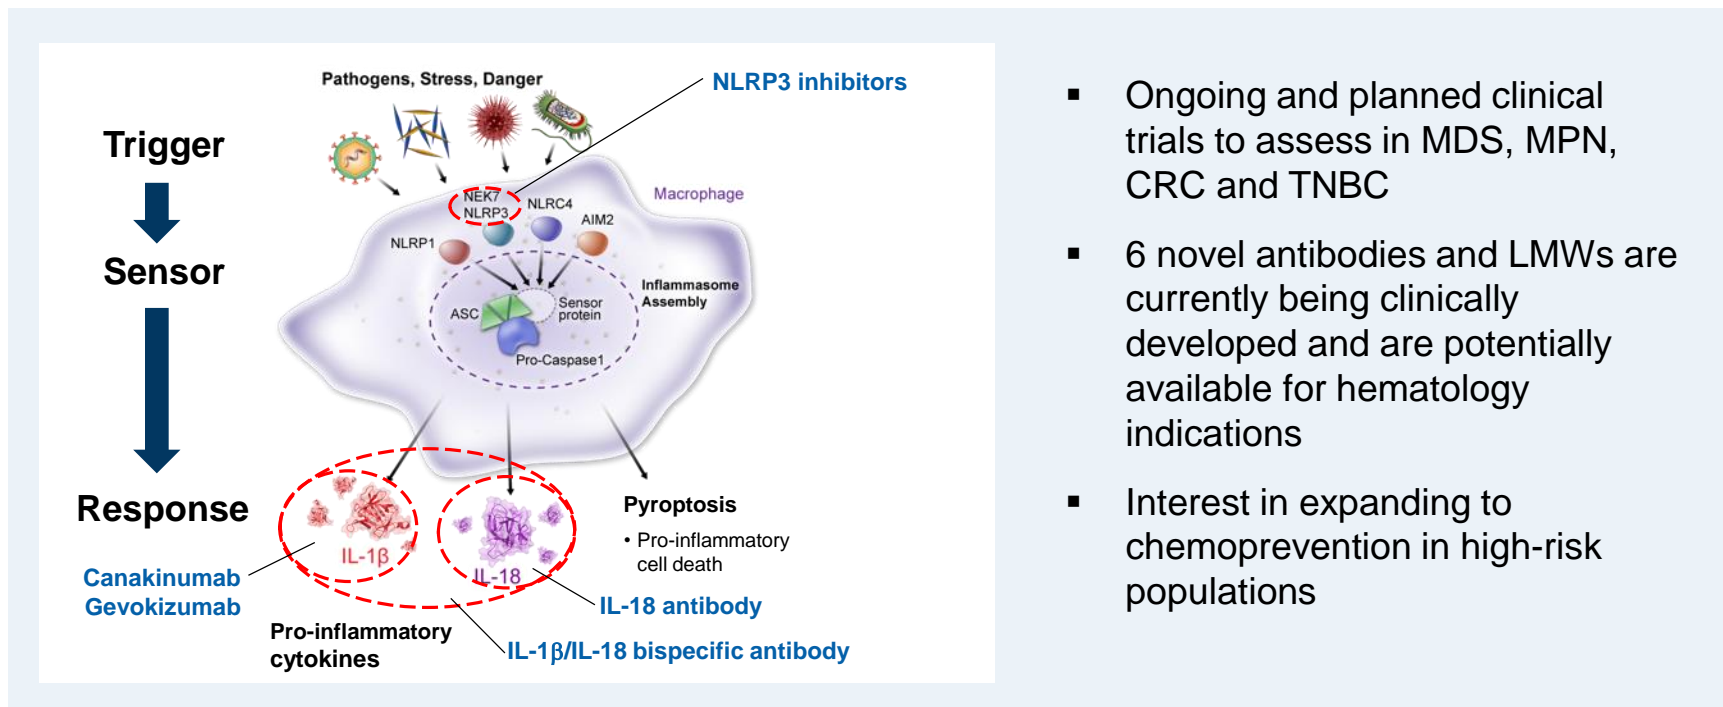 Pathogens, Stress, Danger
NLRP3 inhibitors
Trigger
Sensor
Response
Macrophage
NEK7
NLRP3
NLRC4
AIM2
NLRP1
Inflammasome
Assembly
ASC
Sensor
protein
Pro-Caspase1
IL-1β
IL-18
Pyroptosis
• Pro-inflammatory
cell death
Canakinumab
Gevokizumab
IL-18 antibody
Pro-inflammatory
cytokines
IL-1β/IL-18 bispecific antibody
▪ Ongoing and planned clinical
trials to assess in MDS, MPN,
CRC and TNBC
▪ 6 novel antibodies and LMWs are
currently being clinically
developed and are potentially
available for hematology
indications
▪ Interest in expanding to
chemoprevention in high-risk
populations